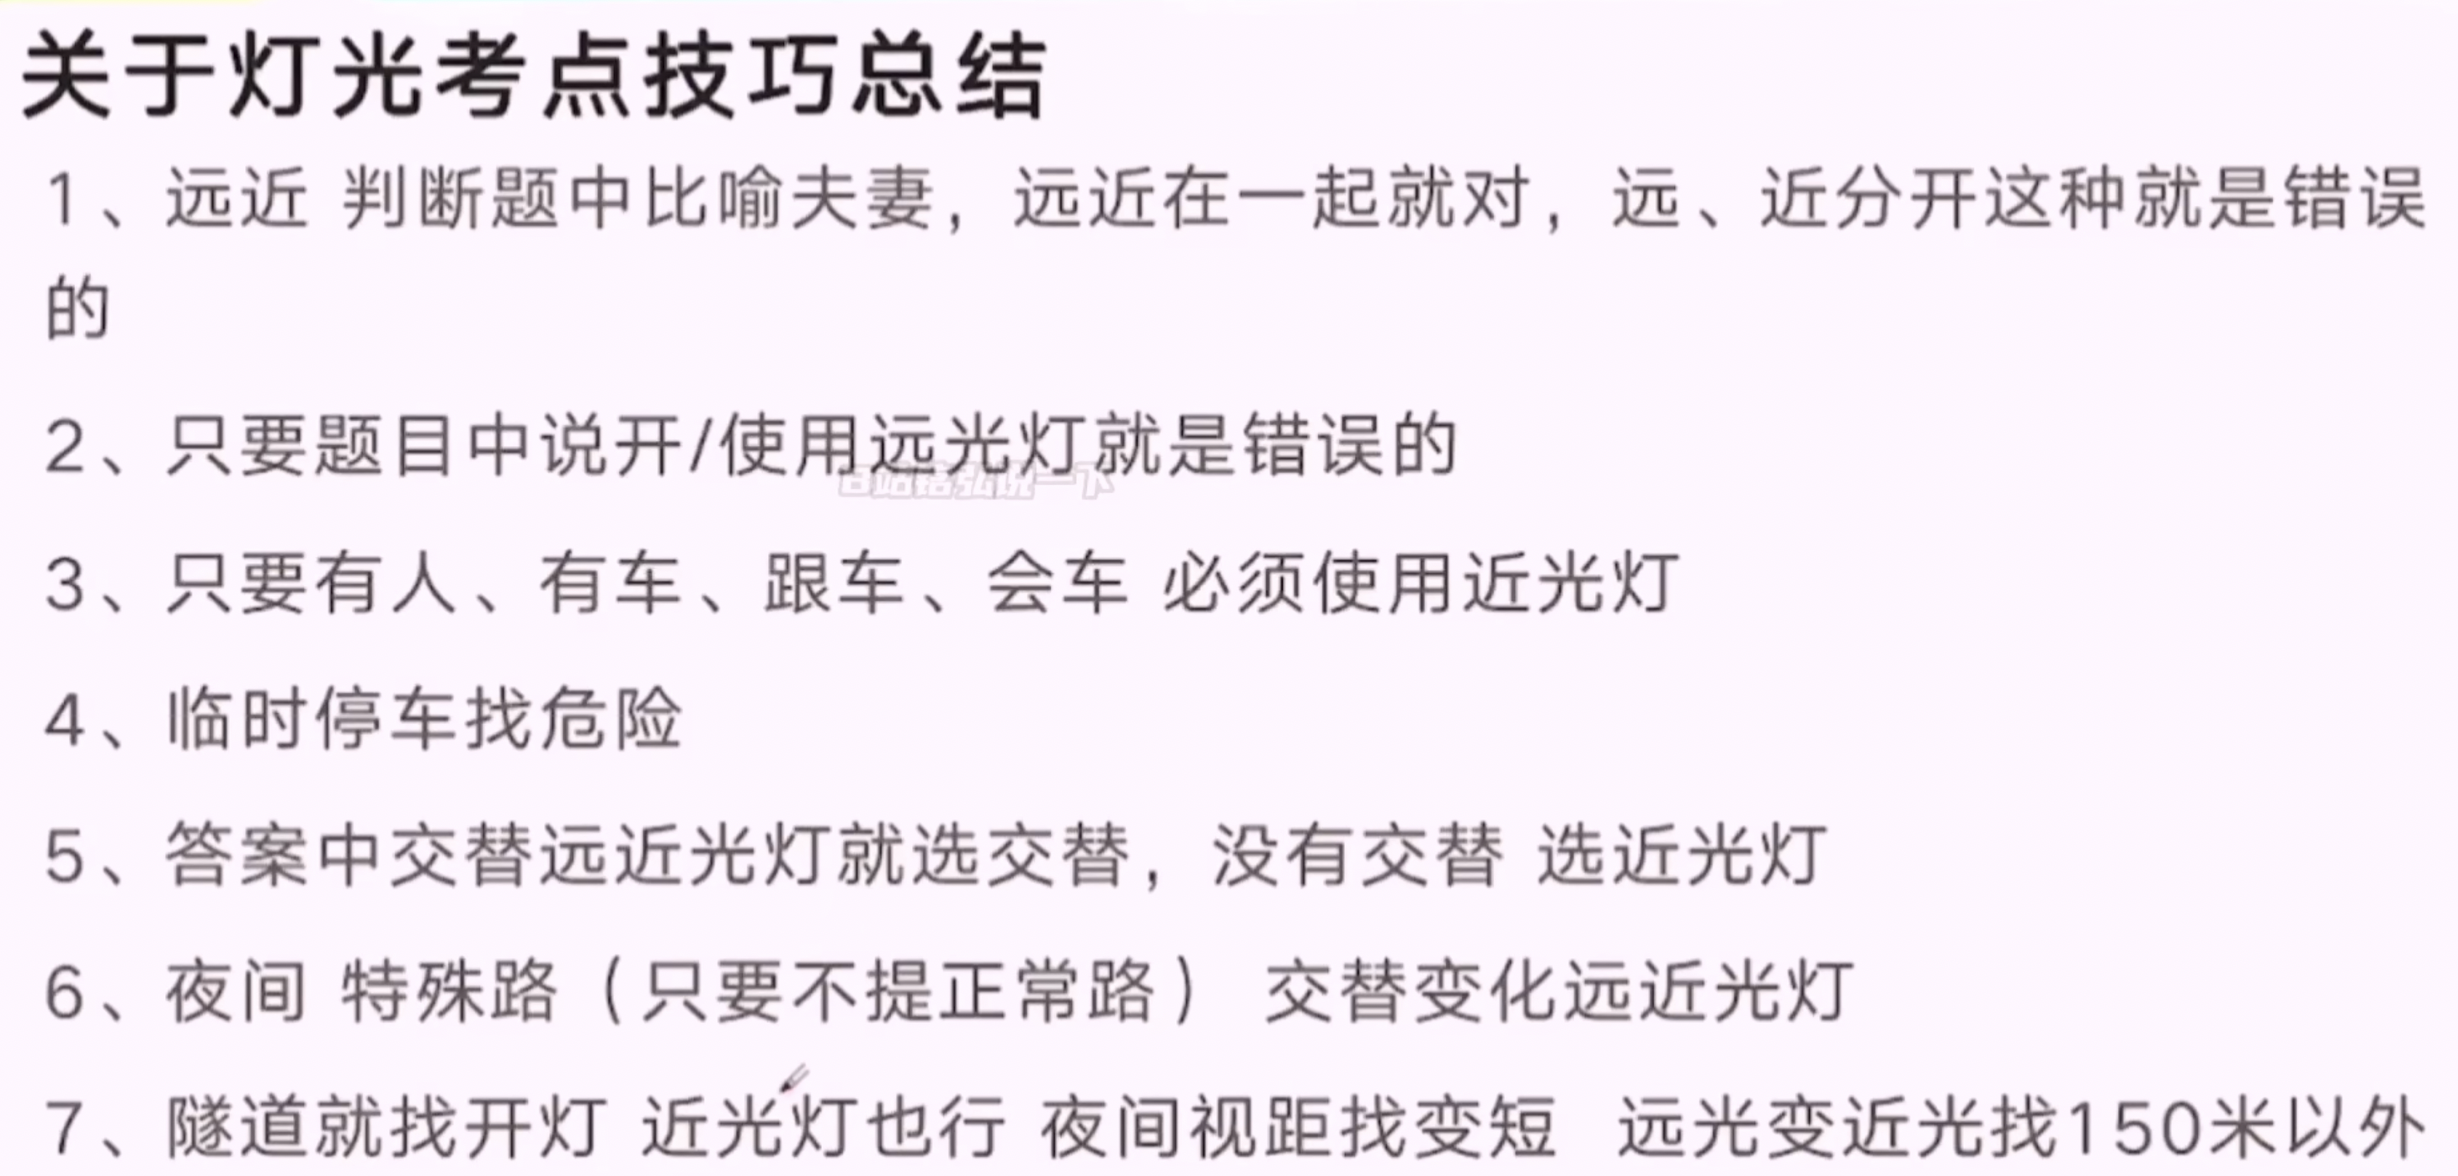 关于灯光考点技巧总结
1、远近 判断题中比喻夫妻，远近在一起就对，远、近分开这种就是错误
的
2、只要题目中说开/使用远光灯就是错误的
3、只要有人、有车、跟车、会车 必须使用近光灯
4、临时停车找危险
5、答案中交替远近光灯就选交替，没有交替 选近光灯
6、夜间 特殊路（只要不提正常路） 交替变化远近光灯
7、隧道就找开灯 近光灯也行 夜间视距找变短 远光变近光找150米以外